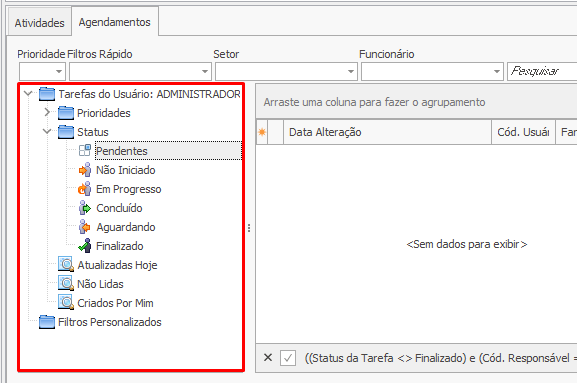 Atividades Agendamentos
Prioridade Filtros Rápido Setor Funcionário
Pesquisar
Tarefas do Usuário: ADMINISTRADOR
Prioridades
Status
Pendentes
Não Iniciado
Em Progresso
Concluído
Aguardando
Finalizado
Atualizadas Hoje
Não Lidas
Criados Por Mim
Filtros Personalizados
Arraste uma coluna para fazer o agrupamento
Data Alteração Cód. Usuár Fan
<Sem dados para exibir>
((Status da Tarefa <> Finalizado) e (Cód. Responsável =